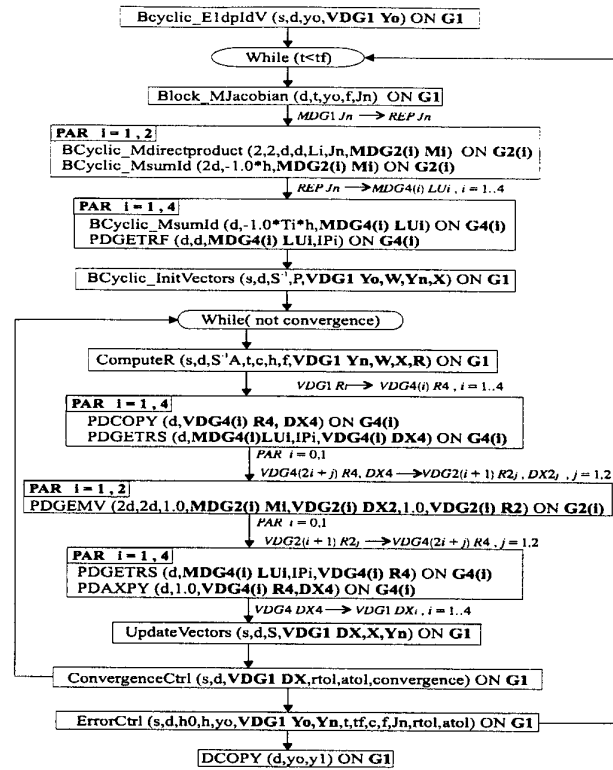 Bcyclic_E1dpIdV (s,d,yo,VDG1 Yo) ON G1
While (t<tf)
Block_MJacobian (d,t,yo,f,Jn) ON G1
MDG1 Jn → REP Jn
PAR i = 1,2
BCyclic_Mdirectproduct (2,2,d,d,Li,Jn,MDG2(i) Mi) ON G2(i)
BCyclic_MsumId (2d,-1.0*h,MDG2(i) Mi) ON G2(i)
REP Jn → MDG4(i) LUi, i = 1..4
PAR i = 1,4
BCyclic_MsumId (d,-1.0*Ti*h,MDG4(i) LUi) ON G4(i)
PDGETRF (d,d,MDG4(i) LUi,IPi) ON G4(i)
BCyclic_InitVectors (s,d,S⁻¹,P,VDG1 Yo,W,Yn,X) ON G1
While( not convergence)
ComputeR (s,d,S⁻¹A,t,c,h,f,VDG1 Yn,W,X,R) ON G1
VDG1 Ri → VDG4(i) R4, i = 1..4
PAR i = 1,4
PDCOPY (d,VDG4(i) R4, DX4) ON G4(i)
PDGETRS (d,MDG4(i)LUi,IPi,VDG4(i) DX4) ON G4(i)
PAR i = 0,1
VDG4(2i + j) R4, DX4 → VDG2(i+1) R2j, DX2j, j = 1,2
PAR i = 1,2
PDGEMV (2d,2d,1.0,MDG2(i) Mi,VDG2(i) DX2,1.0,VDG2(i) R2) ON G2(i)
PAR i = 0,1
VDG2(i+1) R2j → VDG4(2i + j) R4, j = 1,2
PAR i = 1,4
PDGETRS (d,MDG4(i) LUi,IPi,VDG4(i) R4) ON G4(i)
PDAXPY (d,1.0,VDG4(i) R4,DX4) ON G4(i)
VDG4 DX4 → VDG1 DXi, i = 1..4
UpdateVectors (s,d,S,VDG1 DX,X,Yn) ON G1
ConvergenceCtrl (s,d,VDG1 DX,rtol,atol,convergence) ON G1
ErrorCtrl (s,d,h0,h,yo,VDG1 Yo,Yn,t,tf,c,f,Jn,rtol,atol) ON G1
DCOPY (d,yo,y1) ON G1